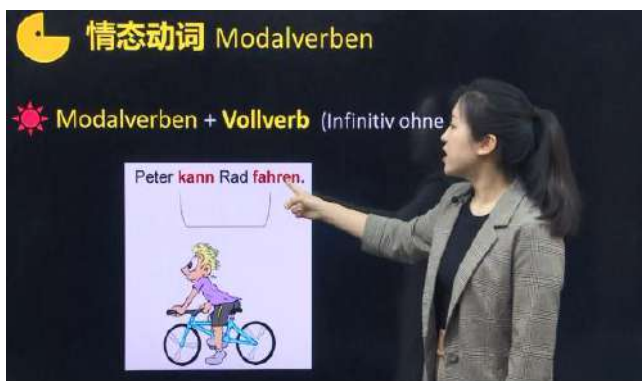 情态动词 Modalverben
Modalverben + Vollverb (Infinitiv ohne
Peter kann Rad fahren.